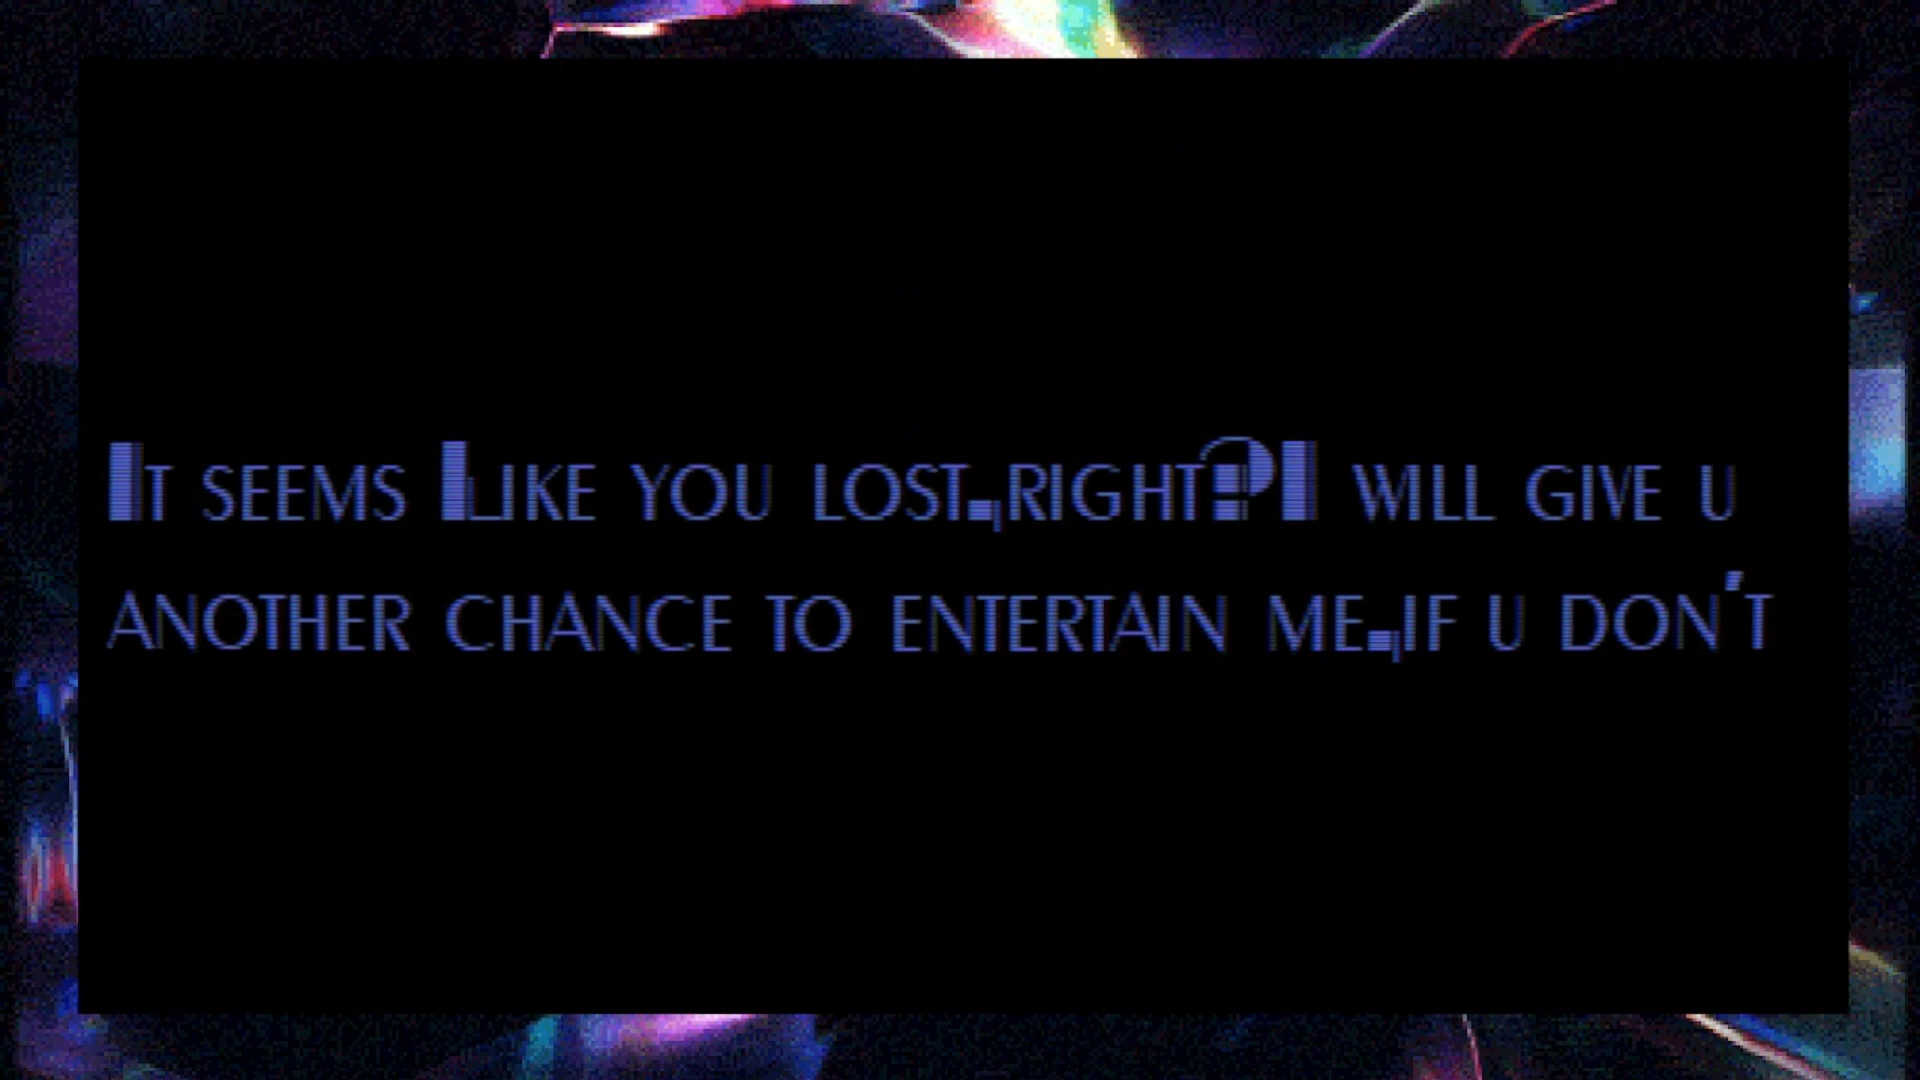 It seems Like you lost,right?I will give u
another chance to entertain me,if u don't